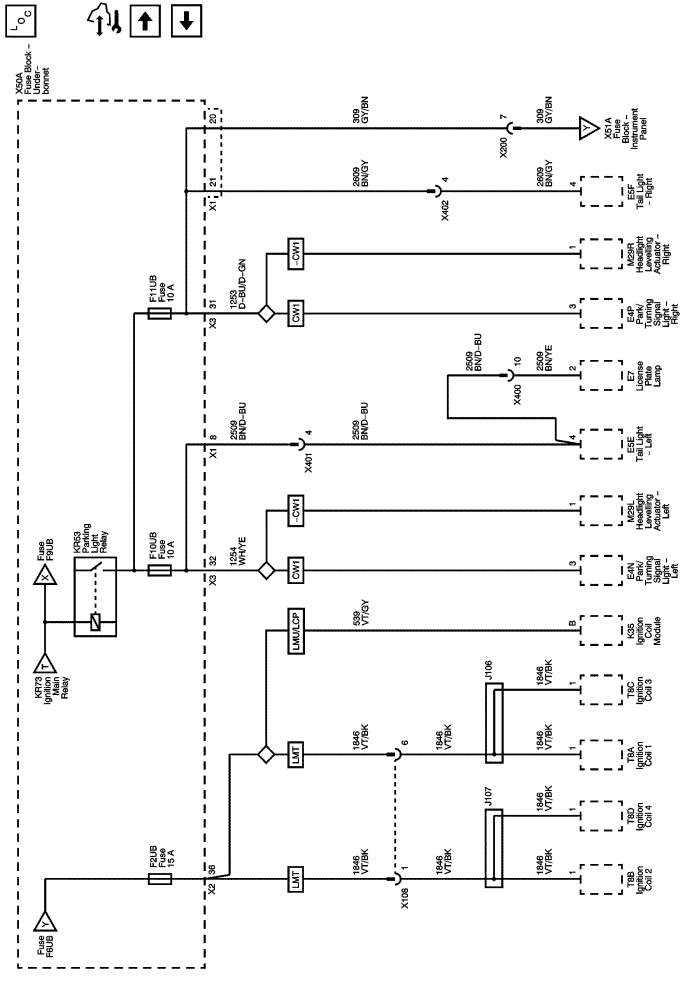 LOC
X50A
Fuse Block –
Under–
bonnet
20
309
GY/BN
7
X200
309
GY/BN
Y
X51A
Fuse
Block –
Instrument
Panel
21
X1
2609
BN/GY
4
X402
2609
BN/GY
4
E5F
Tail Light
– Right
–CW1
1
M29R
Headlight
Levelling
Actuator –
Right
F11UB
Fuse
10 A
31
X3
1253
D–BU/D–GN
CW1
3
E4P
Park/
Turning
Signal
Light –
Right
2509
BN/D–BU
10
X400
2509
BN/YE
2
E7
License
Plate
Lamp
8
X1
2509
BN/D–BU
4
X401
2509
BN/D–BU
4
E5E
Tail Light
– Left
–CW1
1
M29L
Headlight
Levelling
Actuator –
Left
Fuse
F9UB
X
KR53
Parking
Light
Relay
F10UB
Fuse
10 A
32
X3
1254
WH/YE
CW1
3
E4N
Park/
Turning
Signal
Light –
Left
T
KR73
Ignition
Main
Relay
LMU/LCP
539
VT/GY
B
K35
Ignition
Coil
Module
J106
1846
VT/BK
1
T8C
Ignition
Coil 3
LMT
1846
VT/BK
6
1846
VT/BK
1846
VT/BK
1
T8A
Ignition
Coil 1
J107
1846
VT/BK
1
T8D
Ignition
Coil 4
Y
Fuse
F6UB
F2UB
Fuse
15 A
36
X2
LMT
1846
VT/BK
1
X108
1846
VT/BK
1846
VT/BK
1
T8B
Ignition
Coil 2